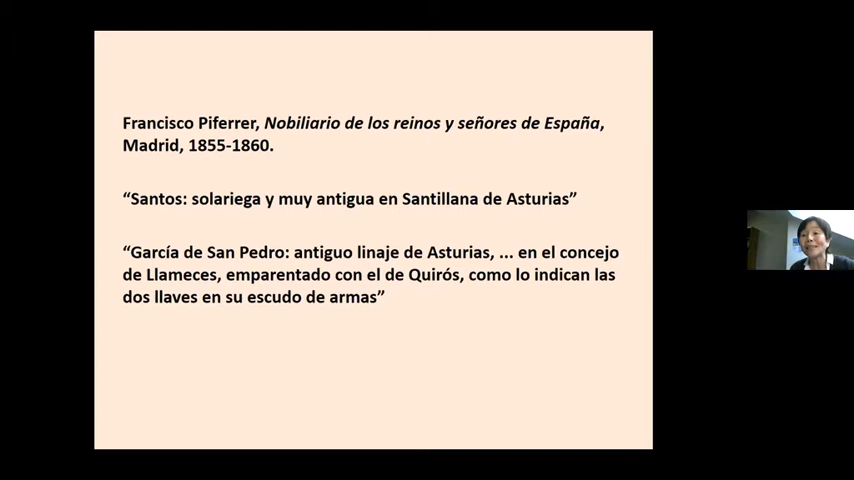 Francisco Piferrer, Nobiliario de los reinos y señores de España,
Madrid, 1855-1860.
“Santos: solariega y muy antigua en Santillana de Asturias”
“García de San Pedro: antiguo linaje de Asturias, ... en el concejo
de Llameces, emparentado con el de Quirós, como lo indican las
dos llaves en su escudo de armas”